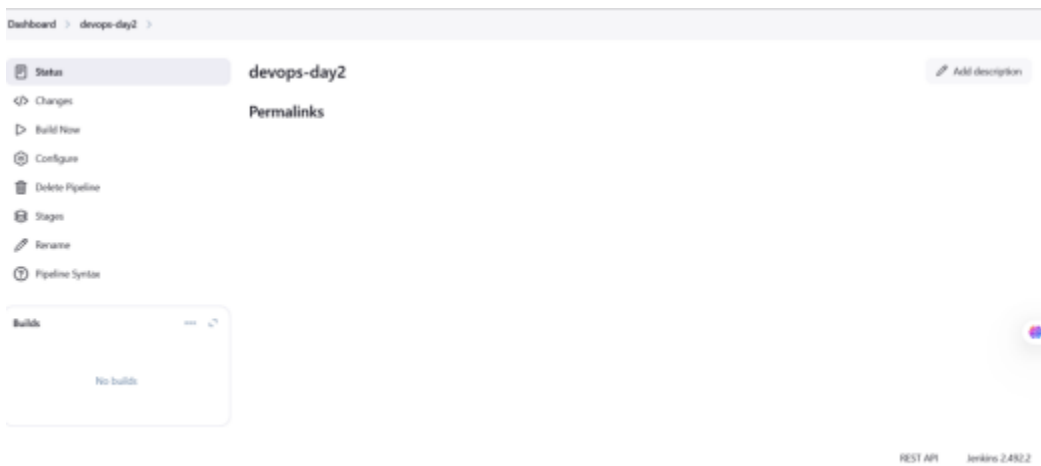 Dashboard > devops-day2 >
Status
Changes
Build Now
Configure
Delete Pipeline
Stages
Rename
Pipeline Syntax
Builds
No builds
devops-day2
Add description
Permalinks
REST API Jenkins 2.492.2